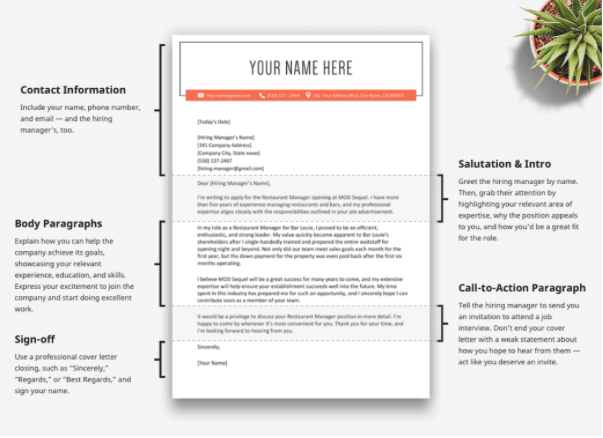 YOUR NAME HERE
Yourname@gmail.com
Contact Information
Include your name, phone number,
and email — and the hiring
manager's, too.
[Today's Date]
[Hiring Manager's Name]
[341 Company Address]
[Company City, State xxxxx]
(530) 137-2467
[hiring.manager@gmail.com]
Salutation & Intro
Greet the hiring manager by name.
Then, grab their attention by
highlighting your relevant area of
expertise, why the position appeals
to you, and how you'd be a great fit
for the role.
Dear [Hiring Manager's Name],
I'm writing to apply for the Restaurant Manager opening at MOD Sequel. I have more
than five years of experience managing restaurants and bars, and my professional
expertise aligns closely with the responsibilities outlined in your job advertisement.
Body Paragraphs
Explain how you can help the
company achieve its goals,
showcasing your relevant
experience, education, and skills.
Express your excitement to join the
company and start doing excellent
work.
In my role as a Restaurant Manager for Bar Louie, I proved to be an efficient,
enthusiastic, and strong leader. My value quickly became apparent to Bar Louie's
shareholders after I single handedly trained and prepared the entire waitstaff for
opening night and beyond. Not only did our team meet sales goals each month for the
first year, but the down payment for the property was even paid back after the first six
months operating.
I believe MOD Sequel will be a great success for many years to come, and my extensive
expertise will help ensure your establishment succeeds well into the future. My time
spent in this industry has prepared me for such an opportunity, and I sincerely hope I can
contribute soon as a member of your team.
Call-to-Action Paragraph
Tell the hiring manager to send you
an invitation to attend a job
interview. Don't end your cover
letter with a weak statement about
how you hope to hear from them —
act like you deserve an invite.
It would be a privilege to discuss your Restaurant Manager position in more detail. I'm
happy to come by whenever it's most convenient for you. Thank you for your time, and
I'm looking forward to hearing from you.
Sign-off
Use a professional cover letter
closing, such as "Sincerely,"
"Regards," or "Best Regards," and
sign your name.
Sincerely,
[Your Name]